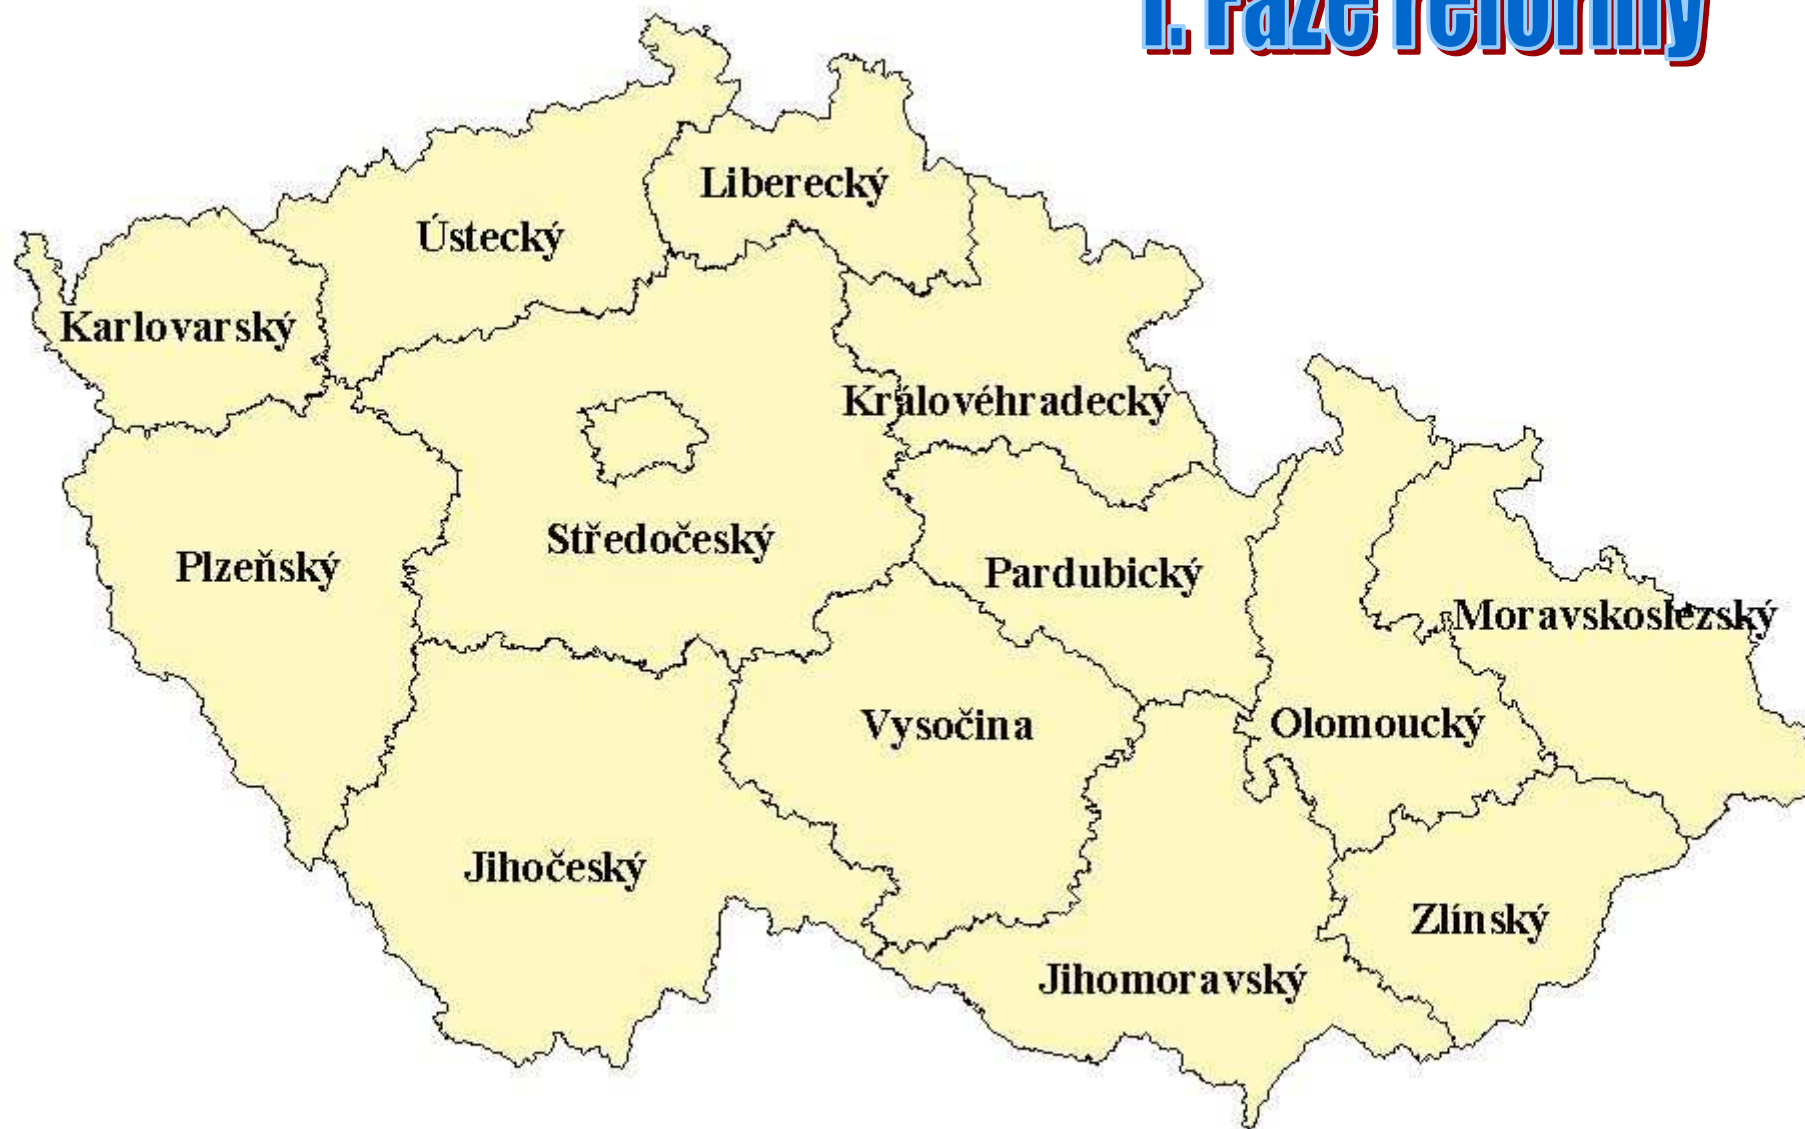 I. Fáze reformy
Liberecký
Ústecký
Karlovarský
Královéhradecký
Středočeský
Plzeňský
Pardubický
Moravskoslezský
Vysočina
Olomoucký
Jihočeský
Zlínský
Jihomoravský